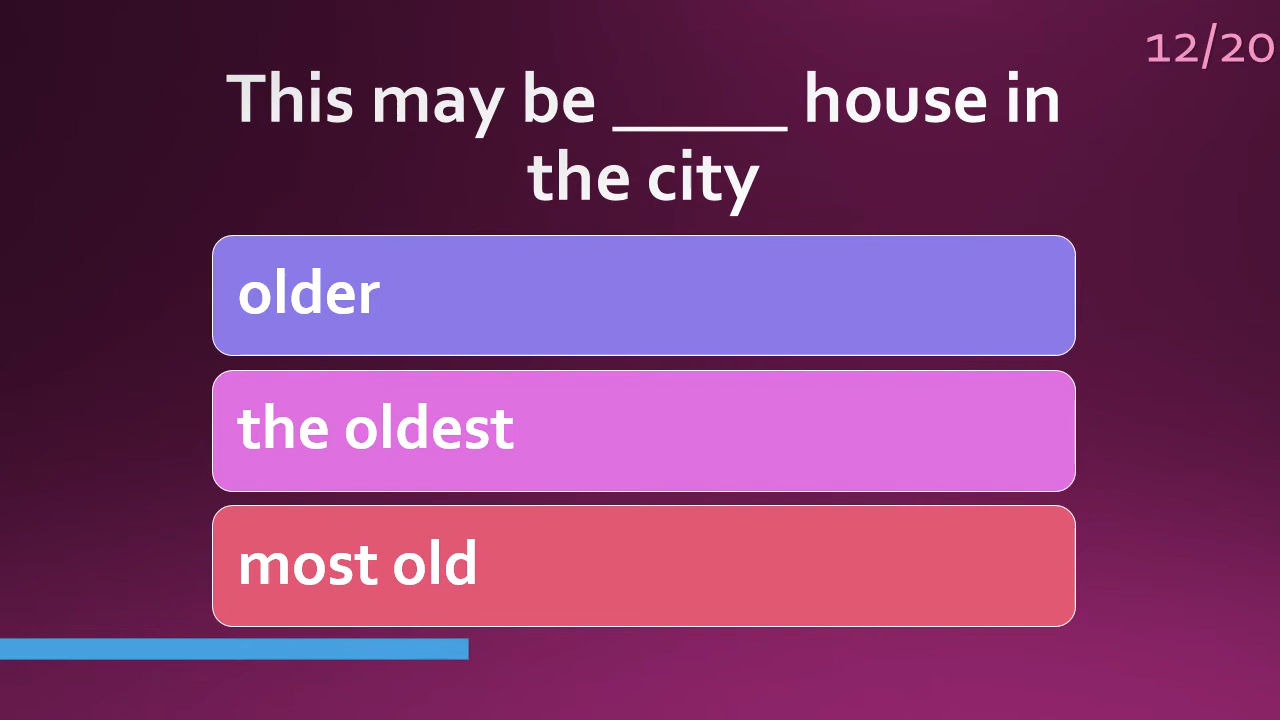 12/20
This may be _____ house in
the city
older
the oldest
most old